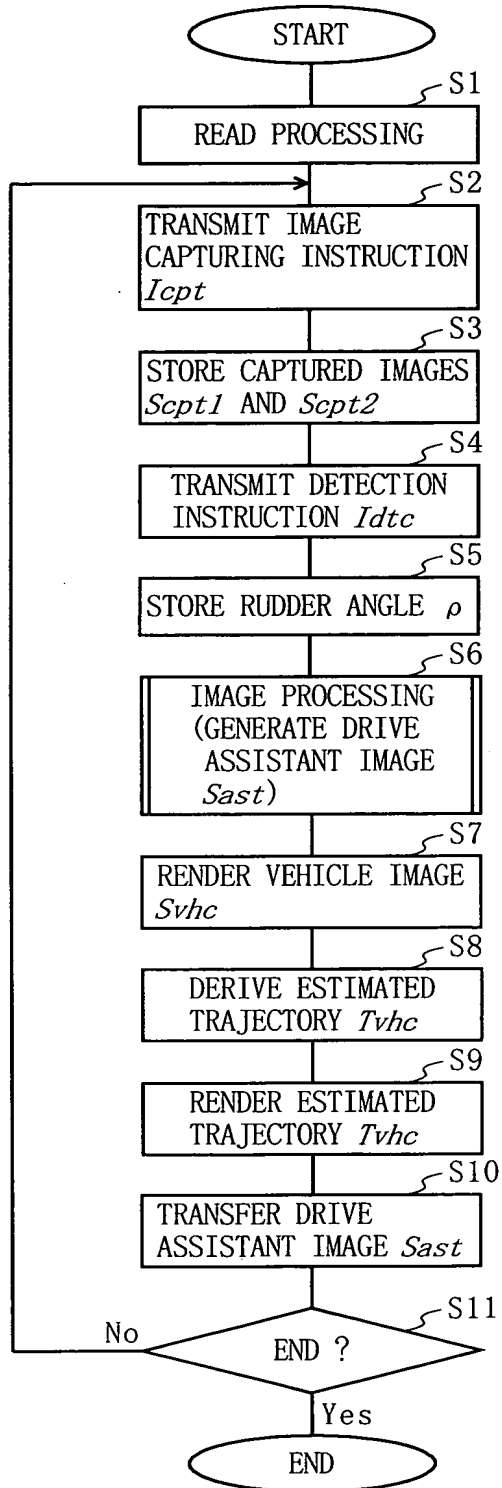 START
S1
READ PROCESSING
S2
TRANSMIT IMAGE
CAPTURING INSTRUCTION
Icpt
S3
STORE CAPTURED IMAGES
Scpt1 AND Scpt2
S4
TRANSMIT DETECTION
INSTRUCTION Idtc
S5
STORE RUDDER ANGLE ρ
S6
IMAGE PROCESSING
(GENERATE DRIVE
ASSISTANT IMAGE
Sast)
S7
RENDER VEHICLE IMAGE
Svhc
S8
DERIVE ESTIMATED
TRAJECTORY Tvhc
S9
RENDER ESTIMATED
TRAJECTORY Tvhc
S10
TRANSFER DRIVE
ASSISTANT IMAGE Sast
S11
No
END ?
Yes
END